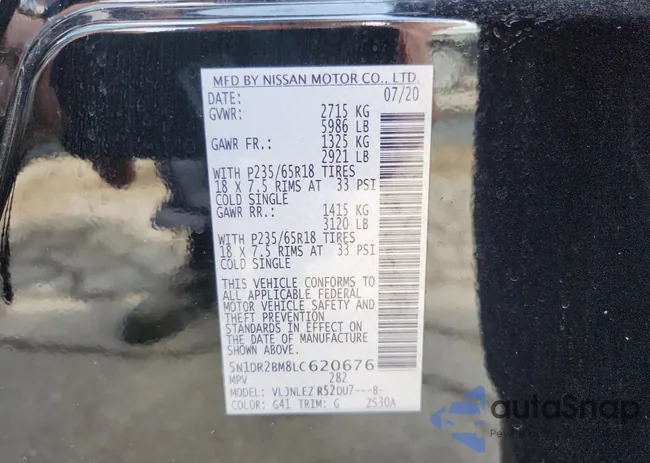 MFD BY NISSAN MOTOR CO., LTD.
DATE: 07/20
GVWR: 2715 KG
5986 LB
GAWR FR.: 1325 KG
2921 LB
WITH P235/65R18 TIRES
18 X 7.5 RIMS AT 33 PSI
COLD SINGLE
GAWR RR.: 1415 KG
3120 LB
WITH P235/65R18 TIRES
18 X 7.5 RIMS AT 33 PSI
COLD SINGLE
THIS VEHICLE CONFORMS TO
ALL APPLICABLE FEDERAL
MOTOR VEHICLE SAFETY AND
THEFT PREVENTION
STANDARDS IN EFFECT ON
THE DATE OF MANUFACTURE
SHOWN ABOVE.
5N1DR2BM8LC620676
MPV 282
MODEL: VLJNLEZ R52DU7---8-
COLOR: G41 TRIM: G 2S30A
autoSnap
Powered